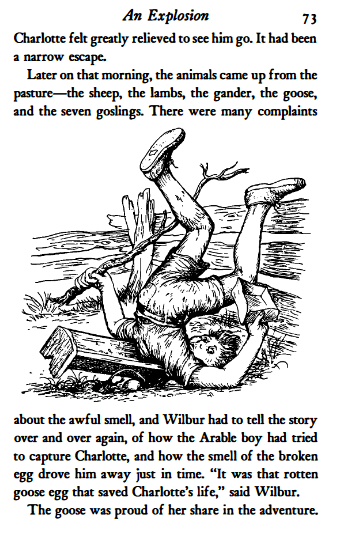 An Explosion 73
Charlotte felt greatly relieved to see him go. It had been
a narrow escape.
Later on that morning, the animals came up from the
pasture—the sheep, the lambs, the gander, the goose,
and the seven goslings. There were many complaints
about the awful smell, and Wilbur had to tell the story
over and over again, of how the Arable boy had tried
to capture Charlotte, and how the smell of the broken
egg drove him away just in time. “It was that rotten
goose egg that saved Charlotte’s life,” said Wilbur.
The goose was proud of her share in the adventure.